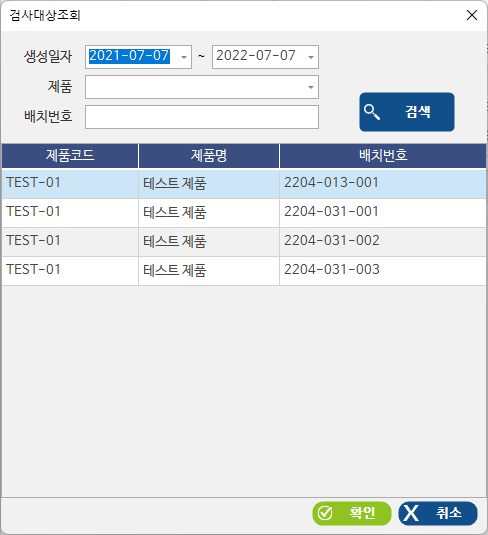 검사대상조회
생성일자 2021-07-07 ~ 2022-07-07
제품
배치번호
검색
제품코드 제품명 배치번호
TEST-01 테스트 제품 2204-013-001
TEST-01 테스트 제품 2204-031-001
TEST-01 테스트 제품 2204-031-002
TEST-01 테스트 제품 2204-031-003
확인 취소